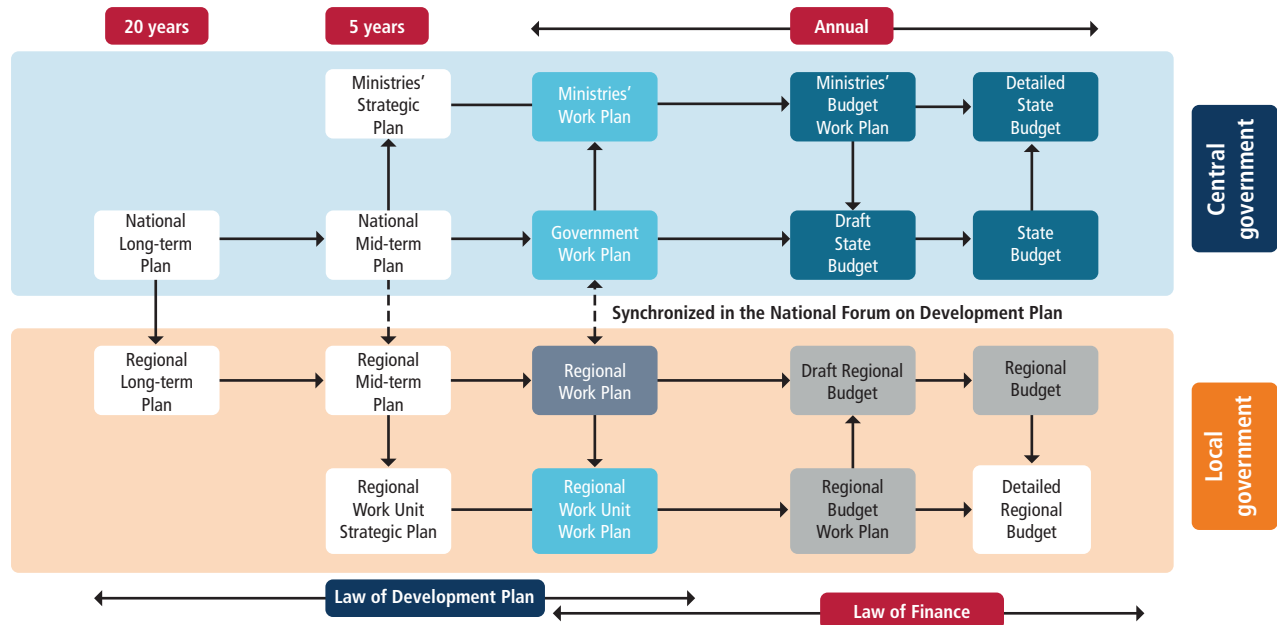 20 years
5 years
Annual
Ministries’
Strategic
Plan
Ministries’
Work Plan
Ministries’
Budget
Work Plan
Detailed
State
Budget
National
Long-term
Plan
National
Mid-term
Plan
Government
Work Plan
Draft
State
Budget
State
Budget
Central
government
Synchronized in the National Forum on Development Plan
Regional
Long-term
Plan
Regional
Mid-term
Plan
Regional
Work Plan
Draft Regional
Budget
Regional
Budget
Regional
Work Unit
Strategic Plan
Regional
Work Unit
Work Plan
Regional
Budget
Work Plan
Detailed
Regional
Budget
Local
government
Law of Development Plan
Law of Finance